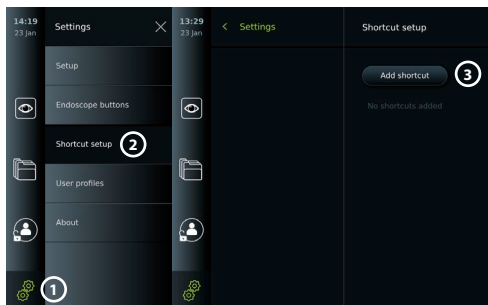 14:19
23 Jan
Settings
Setup
Endoscope buttons
Shortcut setup
2
User profiles
About
1
13:29
23 Jan
< Settings
Shortcut setup
Add shortcut
3
No shortcuts added